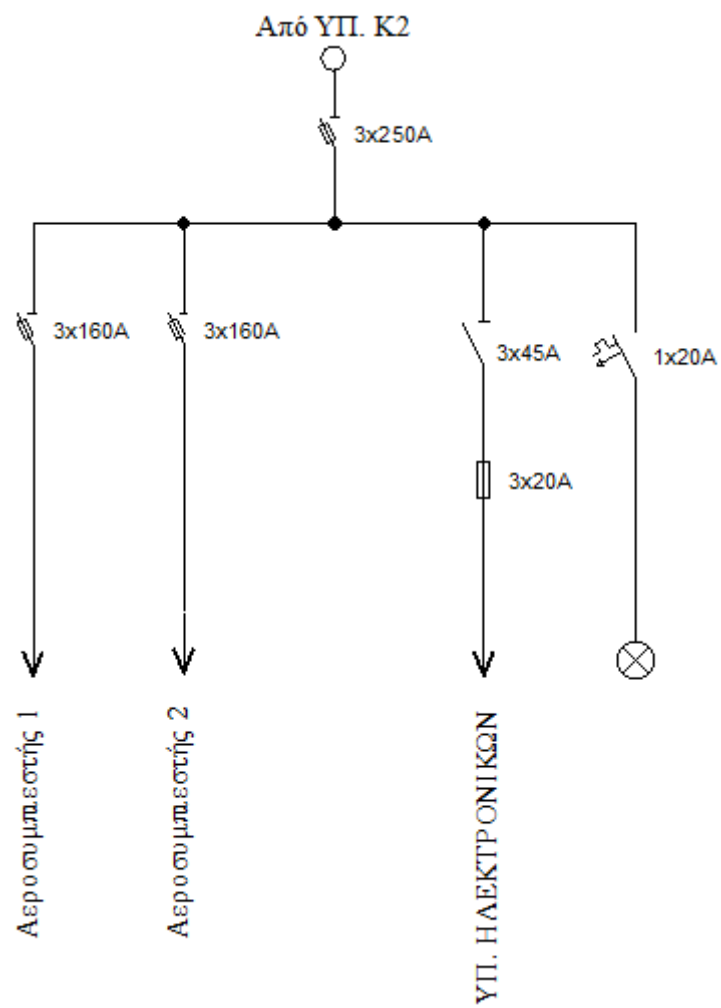 Από ΥΠ. Κ2
3x250A
3x160A
3x160A
3x45A
1x20A
3x20A
Αεροσυμπιεστής 1
Αεροσυμπιεστής 2
ΥΠ. ΗΛΕΚΤΡΟΝΙΚΩΝ